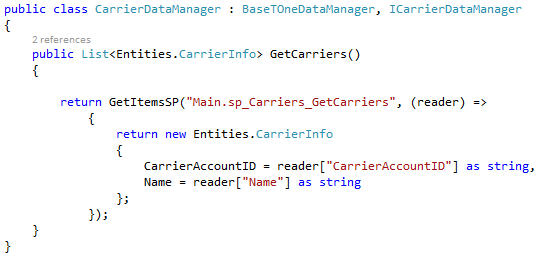 public class CarrierDataManager : BaseTOneDataManager, ICarrierDataManager
{
2 references
public List<Entities.CarrierInfo> GetCarriers()
{
return GetItemsSP("Main.sp_Carriers_GetCarriers", (reader) =>
{
return new Entities.CarrierInfo
{
CarrierAccountID = reader["CarrierAccountID"] as string,
Name = reader["Name"] as string
};
});
}
}